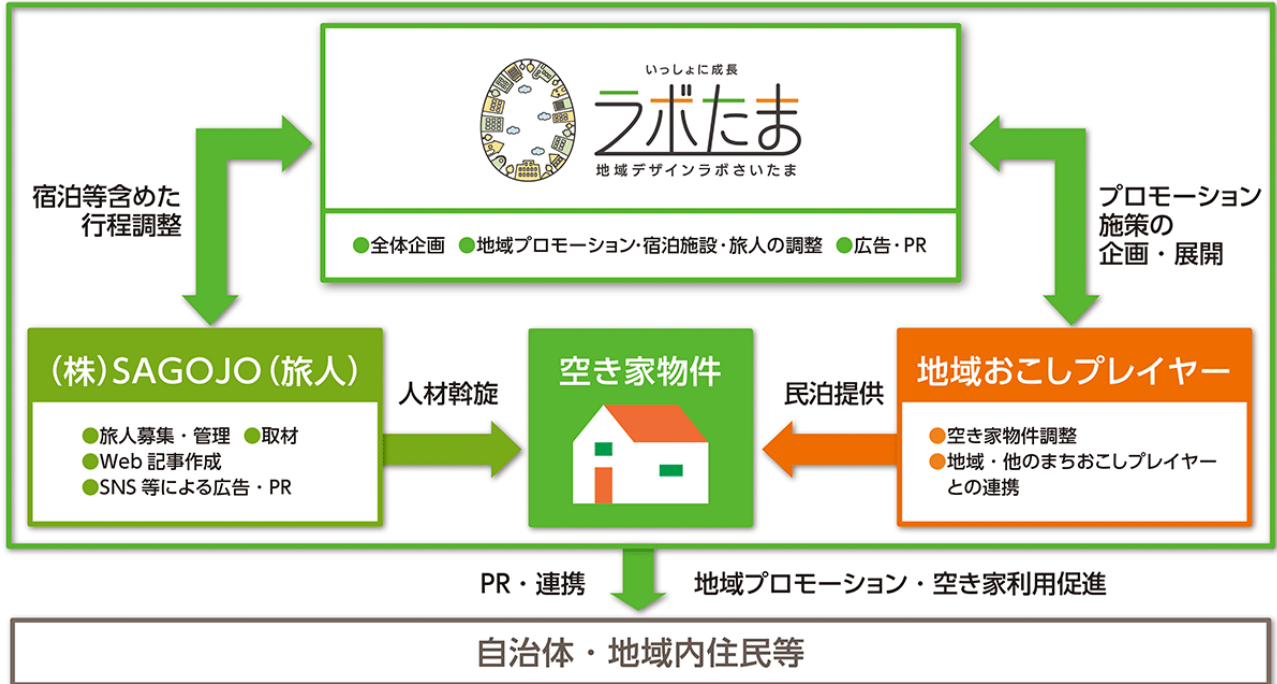 いっしょに成長
ラボたま
地域デザインラボさいたま
●全体企画 ●地域プロモーション・宿泊施設・旅人の調整 ●広告・PR
宿泊等含めた
行程調整
プロモーション
施策の
企画・展開
(株)SAGOJO(旅人)
●旅人募集・管理 ●取材
●Web 記事作成
●SNS 等による広告・PR
人材斡旋
空き家物件
民泊提供
地域おこしプレイヤー
●空き家物件調整
●地域・他のまちおこしプレイヤー
との連携
PR・連携
地域プロモーション・空き家利用促進
自治体・地域内住民等